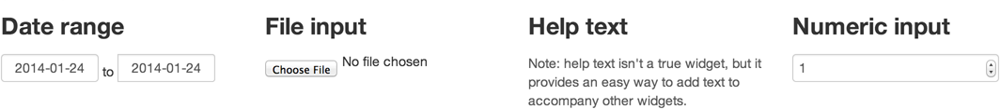 Date range
2014-01-24 to 2014-01-24
File input
Choose File No file chosen
Help text
Note: help text isn't a true widget, but it
provides an easy way to add text to
accompany other widgets.
Numeric input
1